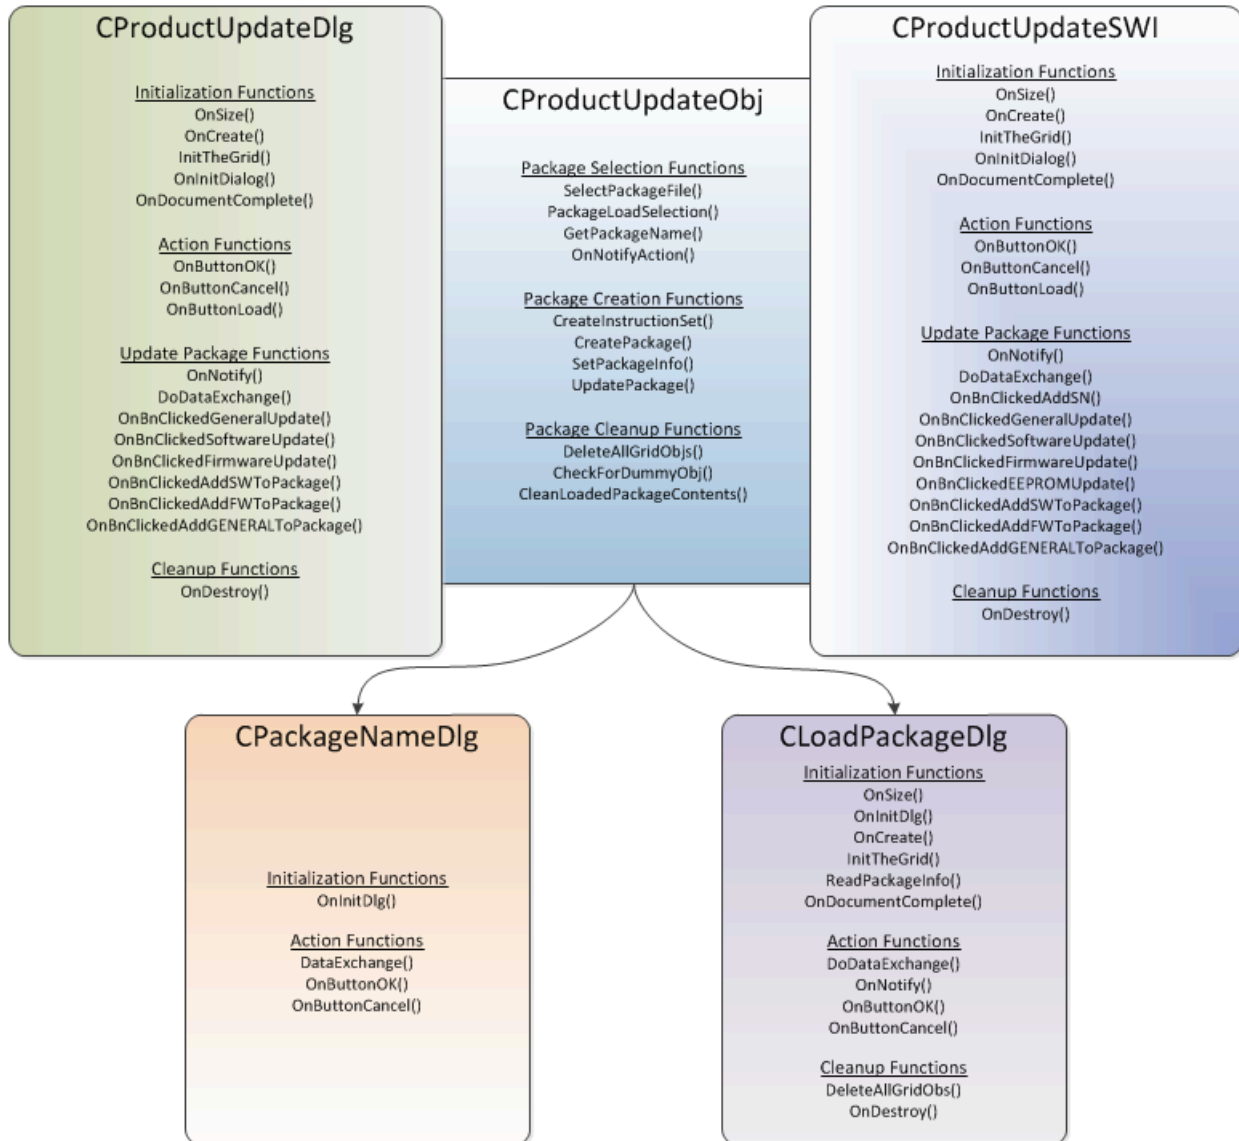 CProductUpdateDlg
Initialization Functions
OnSize()
OnCreate()
InitTheGrid()
OnInitDialog()
OnDocumentComplete()
Action Functions
OnButtonOK()
OnButtonCancel()
OnButtonLoad()
Update Package Functions
OnNotify()
DoDataExchange()
OnBnClickedGeneralUpdate()
OnBnClickedSoftwareUpdate()
OnBnClickedFirmwareUpdate()
OnBnClickedAddSWToPackage()
OnBnClickedAddFWToPackage()
OnBnClickedAddGENERALToPackage()
Cleanup Functions
OnDestroy()
CProductUpdateObj
Package Selection Functions
SelectPackageFile()
PackageLoadSelection()
GetPackageName()
OnNotifyAction()
Package Creation Functions
CreateInstructionSet()
CreatePackage()
SetPackageInfo()
UpdatePackage()
Package Cleanup Functions
DeleteAllGridObjs()
CheckForDummyObj()
CleanLoadedPackageContents()
CProductUpdateSWI
Initialization Functions
OnSize()
OnCreate()
InitTheGrid()
OnInitDialog()
OnDocumentComplete()
Action Functions
OnButtonOK()
OnButtonCancel()
OnButtonLoad()
Update Package Functions
OnNotify()
DoDataExchange()
OnBnClickedAddSN()
OnBnClickedGeneralUpdate()
OnBnClickedSoftwareUpdate()
OnBnClickedFirmwareUpdate()
OnBnClickedEEPROMUpdate()
OnBnClickedAddSWToPackage()
OnBnClickedAddFWToPackage()
OnBnClickedAddGENERALToPackage()
Cleanup Functions
OnDestroy()
CPackageNameDlg
Initialization Functions
OnInitDlg()
Action Functions
DataExchange()
OnButtonOK()
OnButtonCancel()
CLoadPackageDlg
Initialization Functions
OnSize()
OnInitDlg()
OnCreate()
InitTheGrid()
ReadPackageInfo()
OnDocumentComplete()
Action Functions
DoDataExchange()
OnNotify()
OnButtonOK()
OnButtonCancel()
Cleanup Functions
DeleteAllGridObs()
OnDestroy()